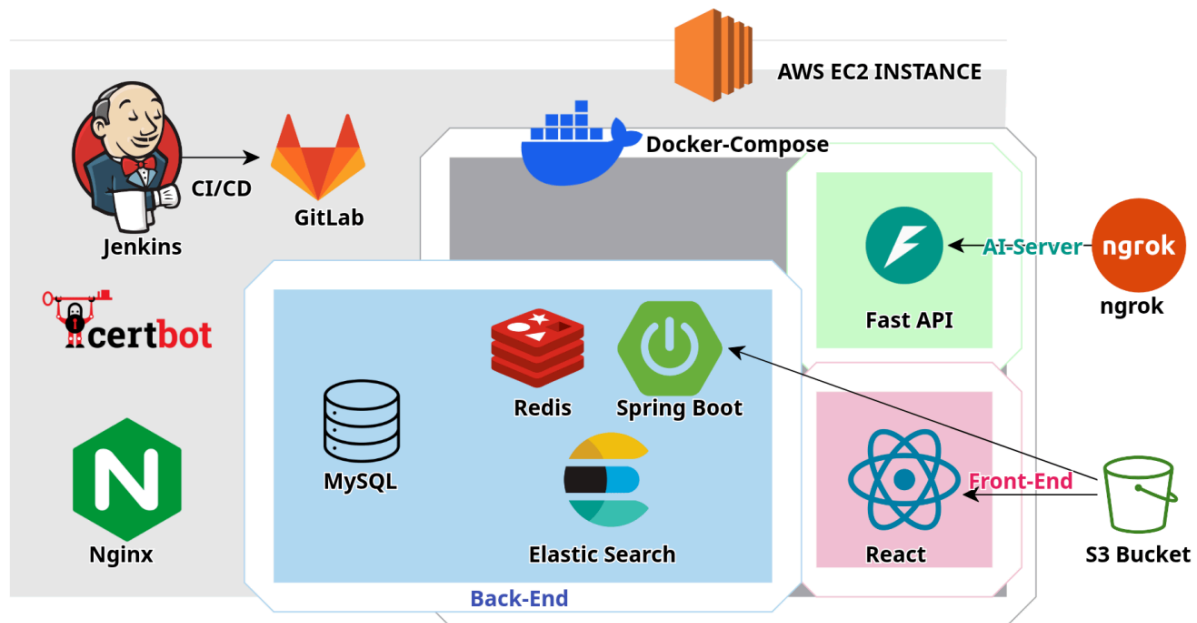 AWS EC2 INSTANCE
Docker-Compose
CI/CD
GitLab
Jenkins
AI-Server
ngrok
ngrok
Fast API
certbot
Redis
Spring Boot
MySQL
Front-End
N
Nginx
Elastic Search
React
S3 Bucket
Back-End